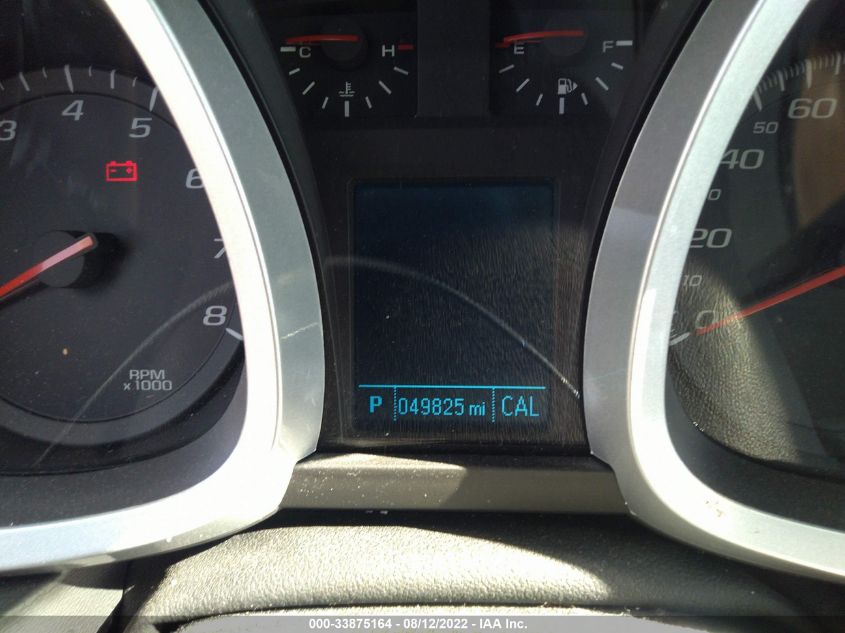 C H
E F
3 4 5 6 7 8
RPM
x1000
0 10 20 40 50 60
P 049825 mi CAL
000-33875164 - 08/12/2022 - IAA Inc.